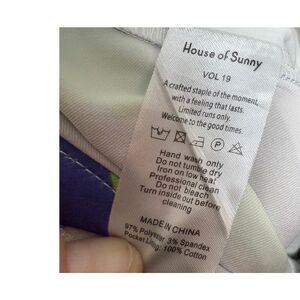 House of Sunny
VOL 19
A crafted staple of the moment,
with a feeling that lasts.
Limited runs only.
Welcome to the good times.
P
Hand wash only
Do not tumble dry
Iron on low heat
Professional clean
Do not bleach
Turn inside out before
cleaning
MADE IN CHINA
97% Polyester 3% Spandex
Pocket Lining: 100% Cotton